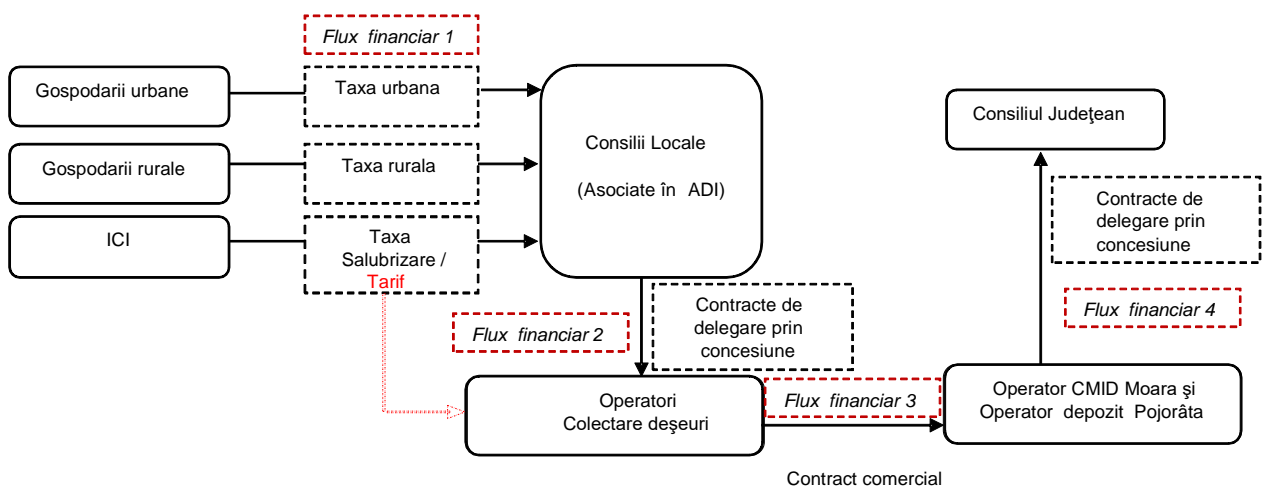 Flux financiar 1
Gospodarii urbane
Taxa urbana
Gospodarii rurale
Taxa rurala
ICI
Taxa
Salubrizare /
Tarif
Consilii Locale
(Asociate în ADI)
Consiliul Judeţean
Contracte de
delegare prin
concesiune
Flux financiar 4
Flux financiar 2
Contracte de
delegare prin
concesiune
Operatori
Colectare deşeuri
Flux financiar 3
Operator CMID Moara şi
Operator depozit Pojorâta
Contract comercial